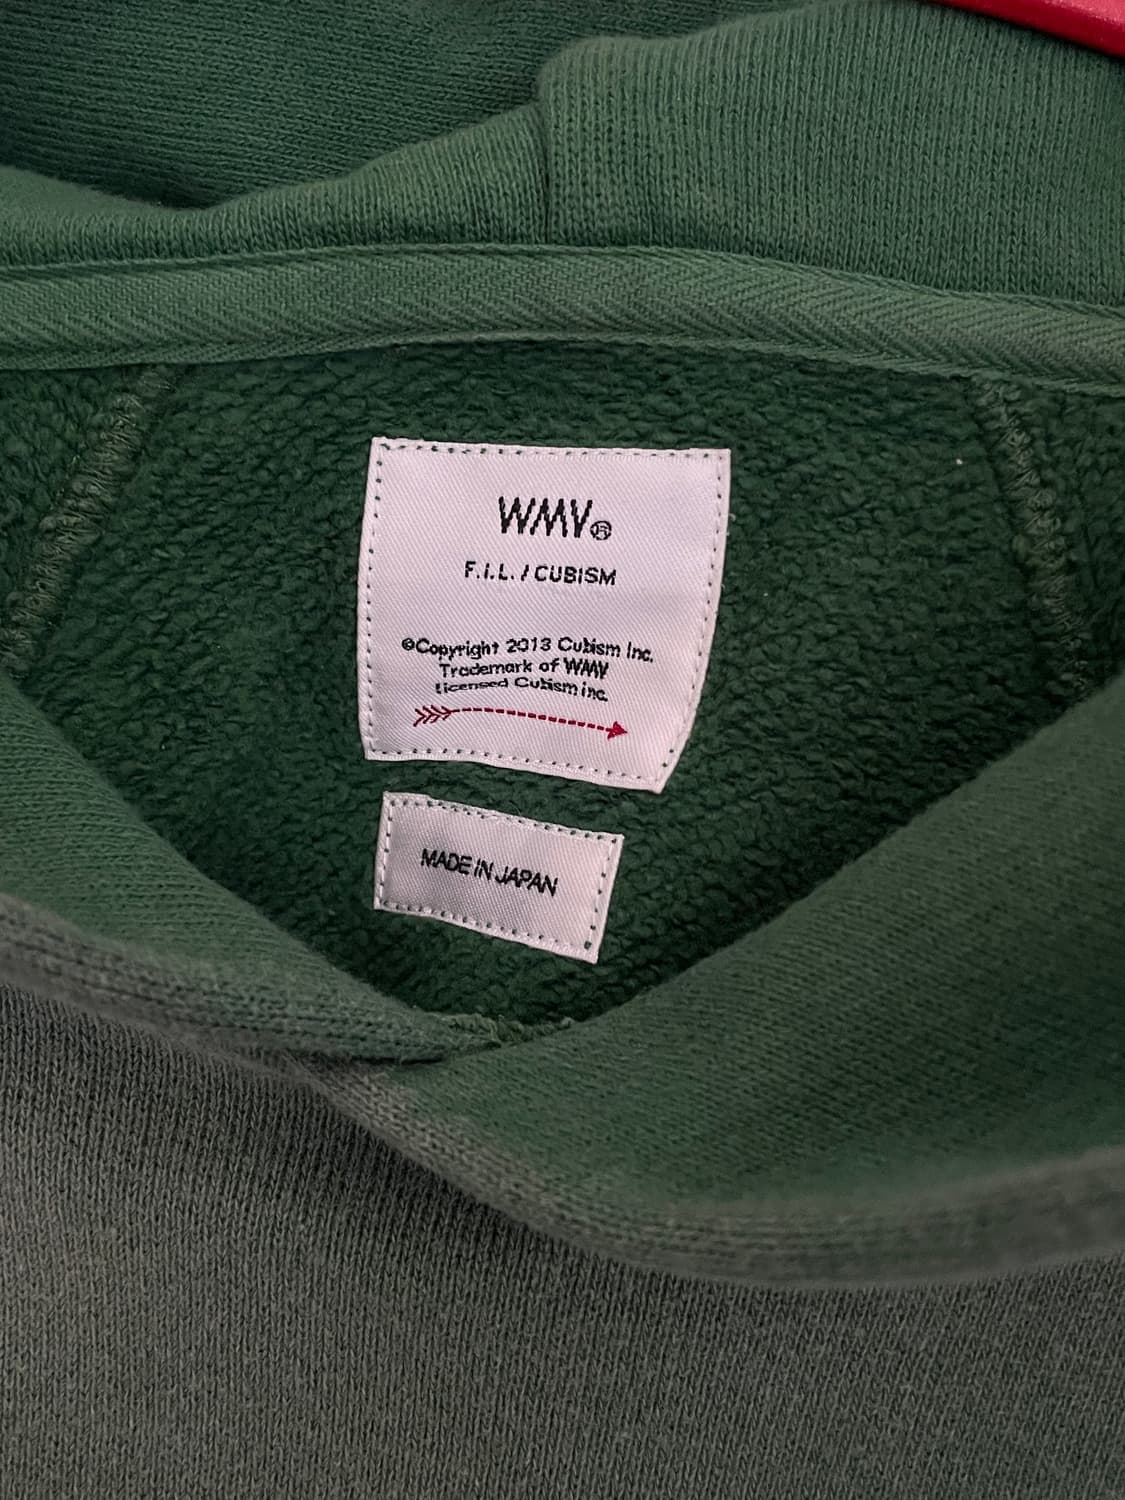 WMV®
F.I.L. / CUBISM
©Copyright 2013 Cubism Inc.
Trademark of WMV
Licensed Cubism inc.
MADE IN JAPAN